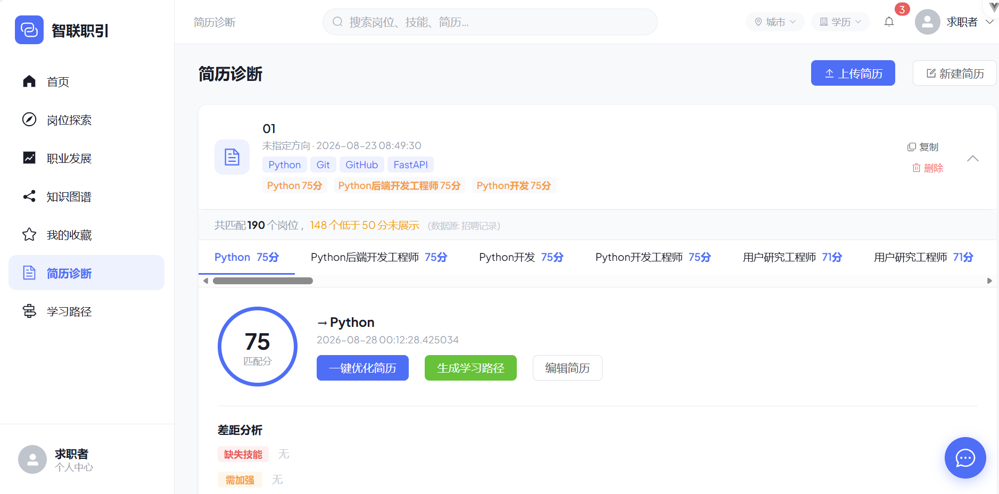 智联职引
首页
岗位探索
职业发展
知识图谱
我的收藏
简历诊断
学习路径
求职者
个人中心
简历诊断
搜索岗位、技能、简历...
城市
学历
3
求职者
简历诊断
上传简历
新建简历
01
未指定方向 · 2026-08-23 08:49:30
Python Git GitHub FastAPI
Python 75分 Python后端开发工程师 75分 Python开发 75分
复制
删除
共匹配 190 个岗位， 148 个低于 50 分未展示 (数据源: 招聘记录)
Python 75分 Python后端开发工程师 75分 Python开发 75分 Python开发工程师 75分 用户研究工程师 71分 用户研究工程师 71分
75
匹配分
→ Python
2026-08-28 00:12:28.425034
一键优化简历 生成学习路径 编辑简历
差距分析
缺失技能 无
需加强 无